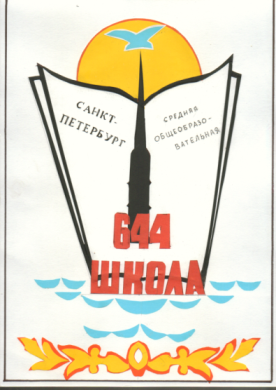 САНКТ.
ПЕТЕРБУРГ
СРЕДНЯЯ
ОБЩЕОБРАЗО-
ВАТЕЛЬНАЯ
644
ШКОЛА